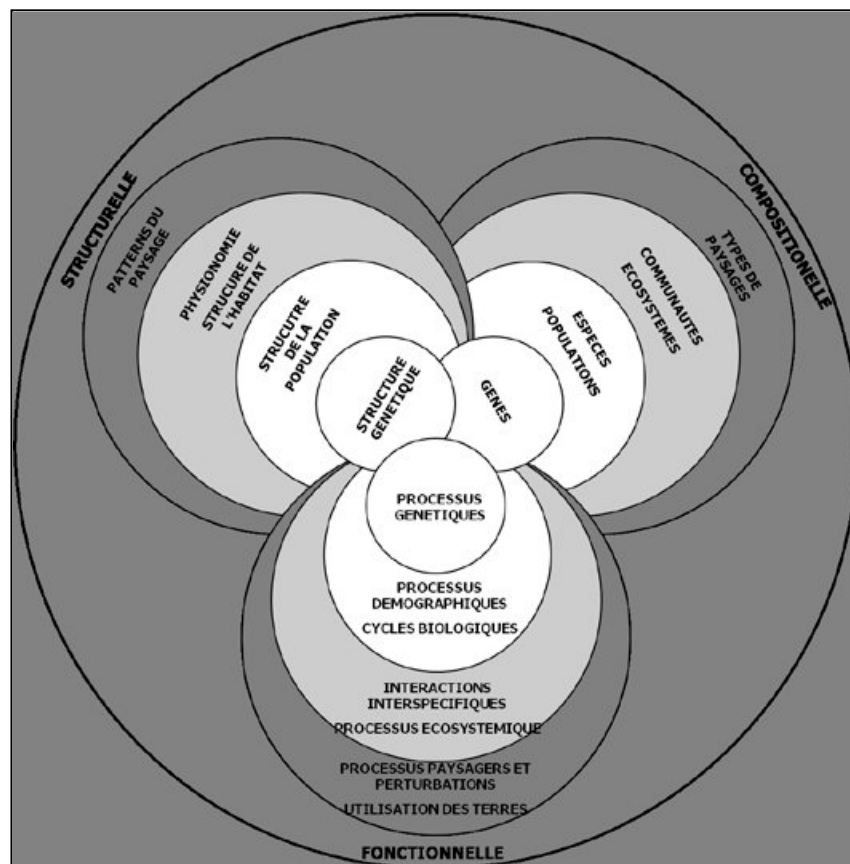 STRUCTURELLE
PATTERNS DU
PAYSAGE
PHYSIONOMIE
STRUCURE DE
L'HABITAT
STRUCUTRE
DE LA
POPULATION
STRUCTURE
GENETIQUE
COMPOSITIONELLE
TYPES DE
PAYSAGES
COMMUNAUTES
ECOSYSTEMES
ESPECES
POPULATIONS
GENES
PROCESSUS
GENETIQUES
PROCESSUS
DEMOGRAPHIQUES
CYCLES BIOLOGIQUES
INTERACTIONS
INTERSPECIFIQUES
PROCESSUS ECOSYSTEMIQUE
PROCESSUS PAYSAGERS ET
PERTURBATIONS
UTILISATION DES TERRES
FONCTIONNELLE